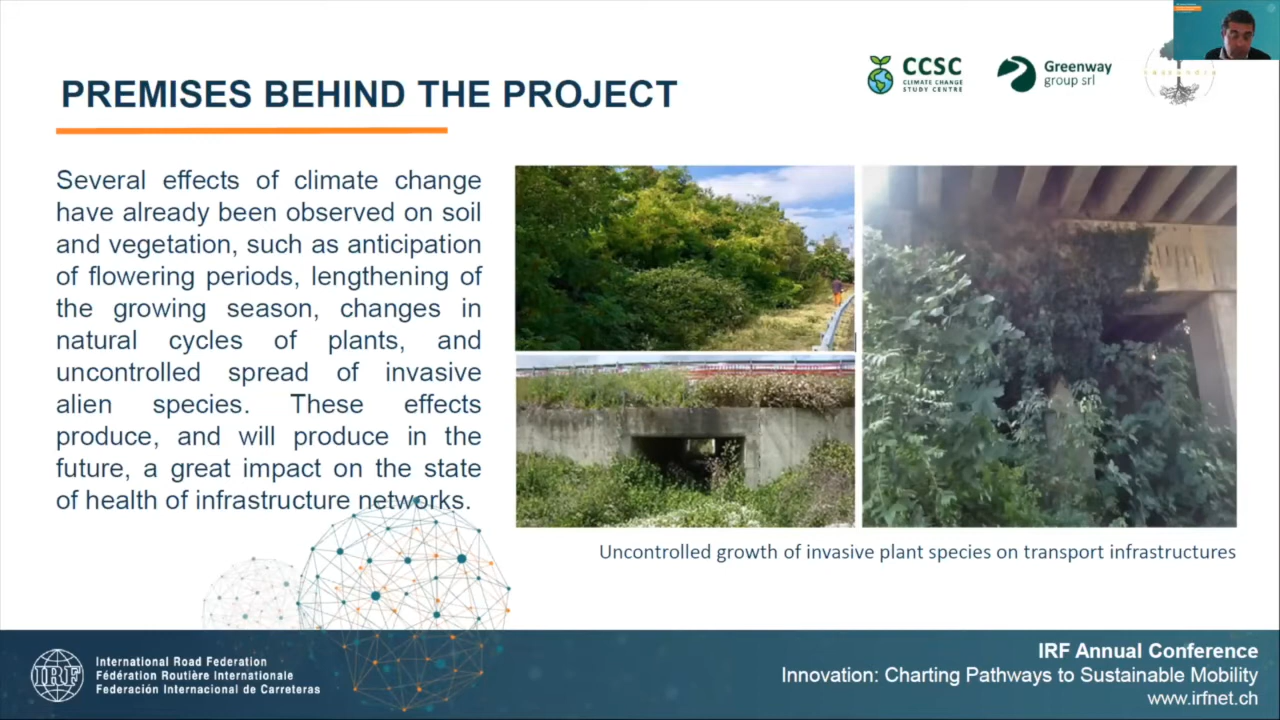 CCSC
CLIMATE CHANGE
STUDY CENTRE
Greenway
group srl
PREMISES BEHIND THE PROJECT
Several effects of climate change
have already been observed on soil
and vegetation, such as anticipation
of flowering periods, lengthening of
the growing season, changes in
natural cycles of plants, and
uncontrolled spread of invasive
alien species. These effects
produce, and will produce in the
future, a great impact on the state
of health of infrastructure networks.
Uncontrolled growth of invasive plant species on transport infrastructures
IRF
International Road Federation
Fédération Routière Internationale
Federación Internacional de Carreteras
IRF Annual Conference
Innovation: Charting Pathways to Sustainable Mobility
www.irfnet.ch